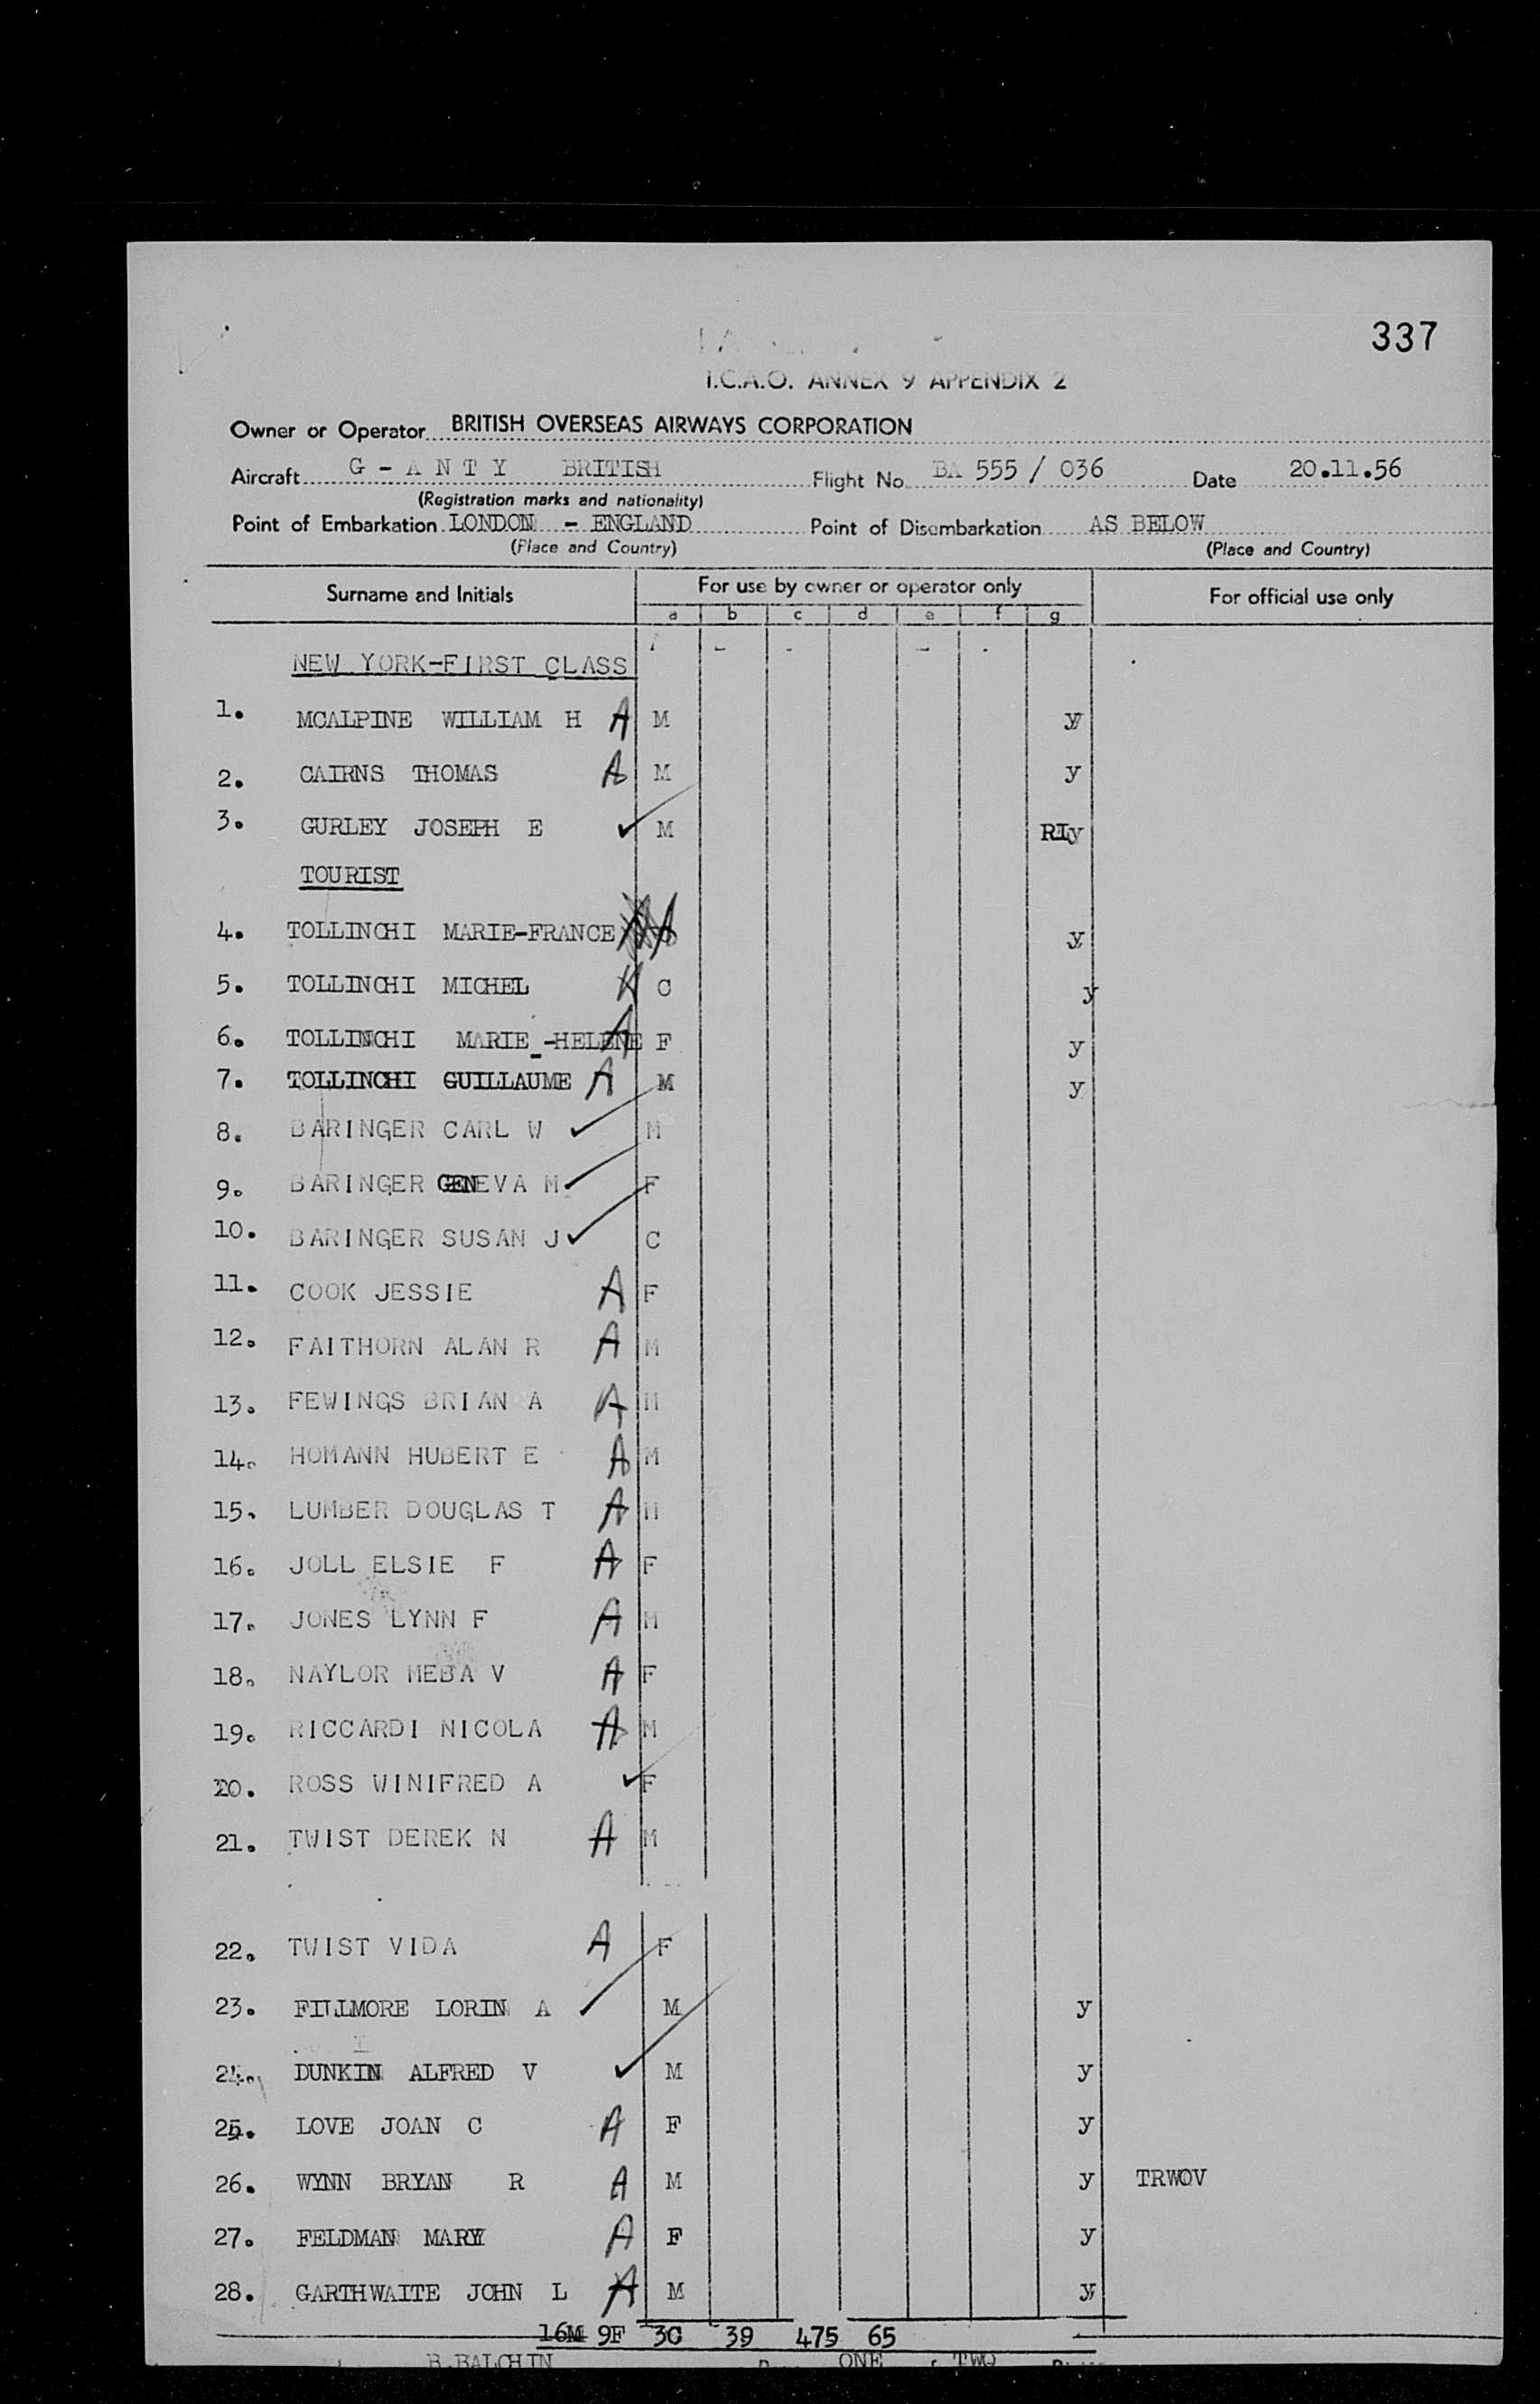 337
I.C.A.O. ANNEX 9 APPENDIX 2
Owner or Operator BRITISH OVERSEAS AIRWAYS CORPORATION
Aircraft G - A N T Y BRITISH Flight No. BA 555 / 036 Date 20.11.56
(Registration marks and nationality)
Point of Embarkation LONDON - ENGLAND Point of Disembarkation AS BELOW
(Place and Country) (Place and Country)
Surname and Initials For use by owner or operator only For official use only
a b c d e f g
NEW YORK-FIRST CLASS
1. MCALPINE WILLIAM H A M y
2. CAIRNS THOMAS A M y
3. GURLEY JOSEPH E ✓ M RIy
TOURIST
4. TOLLINCHI MARIE-FRANCE A y
5. TOLLINCHI MICHEL C y
6. TOLLINCHI MARIE-HELENE A F y
7. TOLLINCHI GUILLAUME A M y
8. BARINGER CARL W ✓ M
9. BARINGER GENEVA M ✓ F
10. BARINGER SUSAN J ✓ C
11. COOK JESSIE A F
12. FAITHORN ALAN R A M
13. FEWINGS BRIAN A A M
14. HOMANN HUBERT E A M
15. LUMBER DOUGLAS T A M
16. JOLL ELSIE F A F
17. JONES LYNN F A M
18. NAYLOR MEBA V A F
19. RICCARDI NICOLA A M
20. ROSS WINIFRED A ✓ F
21. TWIST DEREK N A M
22. TWIST VIDA A F
23. FILLMORE LORIN A ✓ M y
24. DUNKIN ALFRED V ✓ M y
25. LOVE JOAN C A F y
26. WYNN BRYAN R A M y TRWOV
27. FELDMAN MARY A F y
28. GARTHWAITE JOHN L A M y
16M 9F 3C 39 475 65
B.BALCHIN ONE TWO